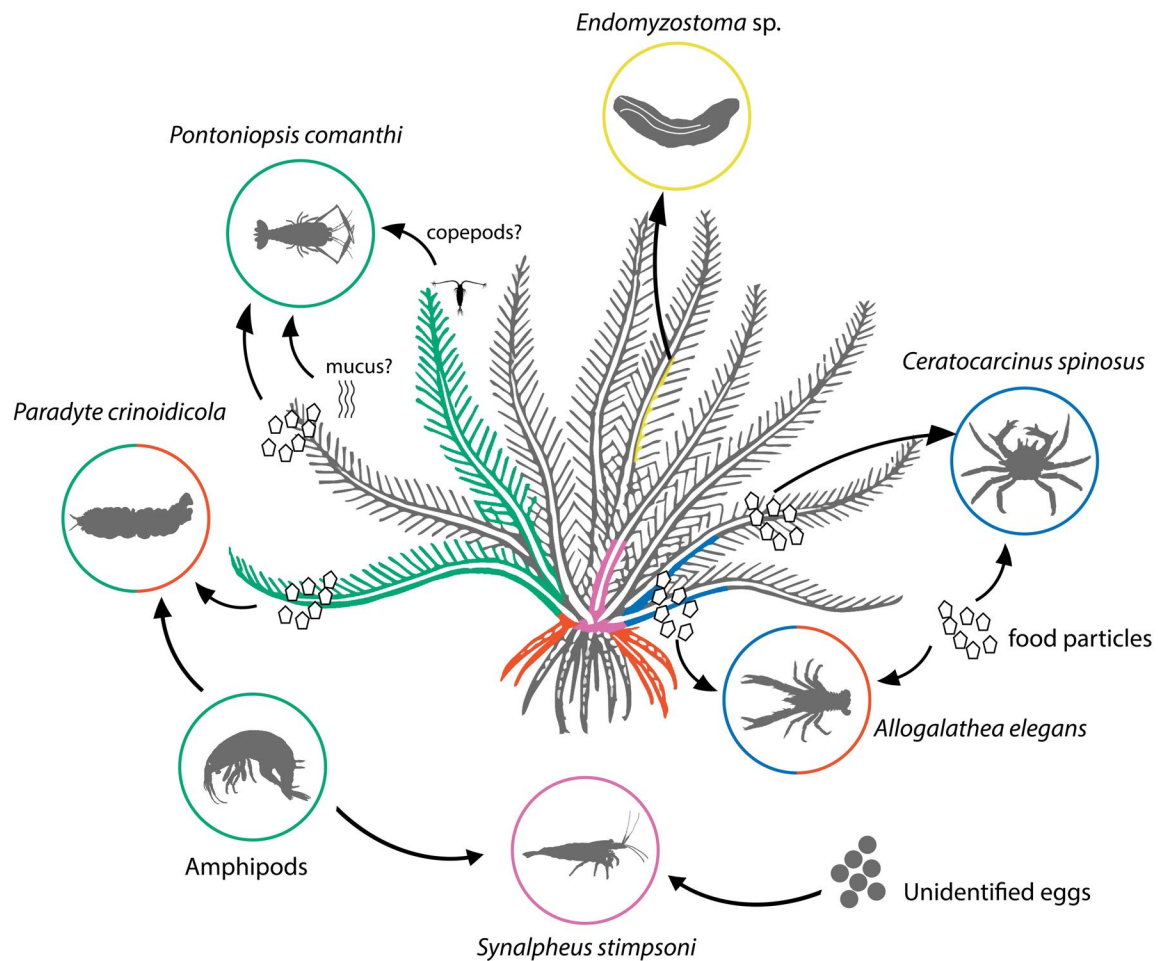 Endomyzostoma sp.
Pontoniopsis comanthi
copepods?
mucus?
Ceratocarcinus spinosus
Paradyte crinoidicola
food particles
Allogalathea elegans
Amphipods
Unidentified eggs
Synalpheus stimpsoni